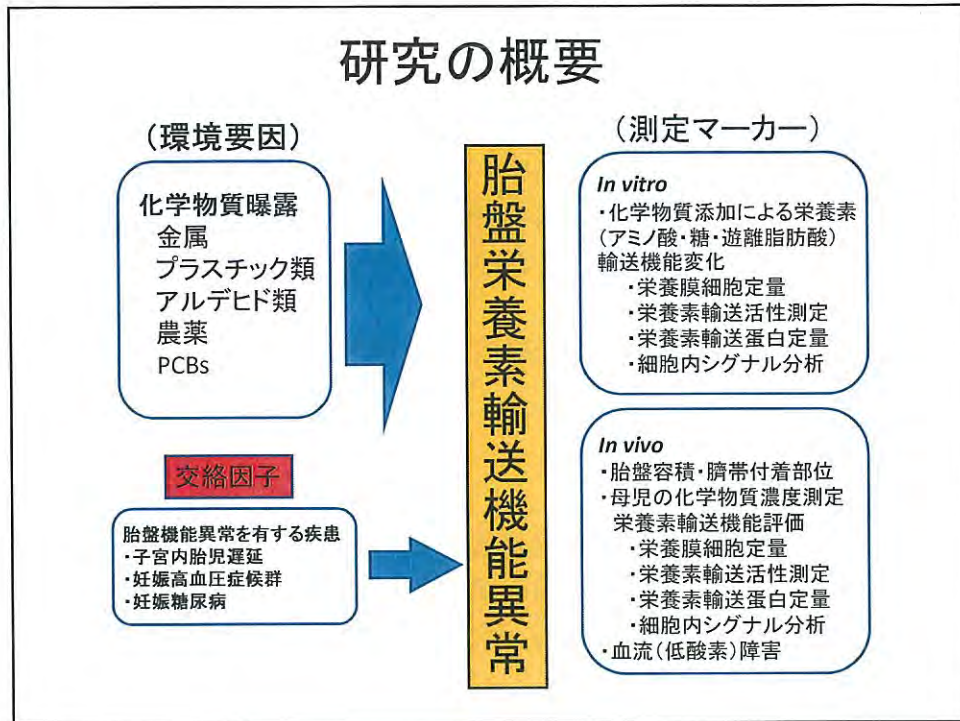 研究の概要
（環境要因）
化学物質曝露
金属
プラスチック類
アルデヒド類
農薬
PCBs
交絡因子
胎盤機能異常を有する疾患
・子宮内胎児遅延
・妊娠高血圧症候群
・妊娠糖尿病
胎盤栄養素輸送機能異常
（測定マーカー）
In vitro
・化学物質添加による栄養素
（アミノ酸・糖・遊離脂肪酸）
輸送機能変化
・栄養膜細胞定量
・栄養素輸送活性測定
・栄養素輸送蛋白定量
・細胞内シグナル分析
In vivo
・胎盤容積・臍帯付着部位
・母児の化学物質濃度測定
栄養素輸送機能評価
・栄養膜細胞定量
・栄養素輸送活性測定
・栄養素輸送蛋白定量
・細胞内シグナル分析
・血流（低酸素）障害